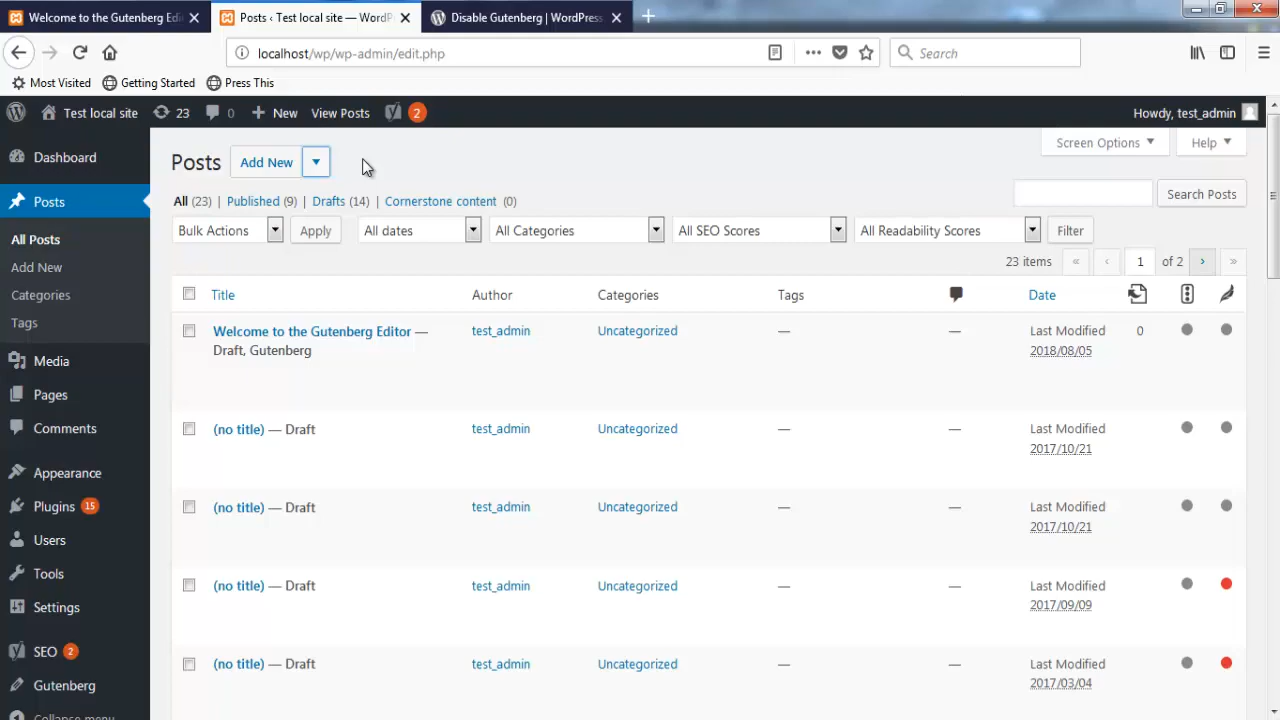 Welcome to the Gutenberg Edi
Posts ‹ Test local site — WordP
Disable Gutenberg | WordPress
localhost/wp/wp-admin/edit.php
Search
Most Visited
Getting Started
Press This
Test local site
23
0
New
View Posts
2
Howdy, test_admin
Dashboard
Posts
All Posts
Add New
Categories
Tags
Media
Pages
Comments
Appearance
Plugins 15
Users
Tools
Settings
SEO 2
Gutenberg
Collapse menu
Posts
Add New
Screen Options
Help
All (23) | Published (9) | Drafts (14) | Cornerstone content (0)
Search Posts
Bulk Actions
Apply
All dates
All Categories
All SEO Scores
All Readability Scores
Filter
23 items « ‹ 1 of 2 › »
Title Author Categories Tags Date
Welcome to the Gutenberg Editor — test_admin Uncategorized — — Last Modified 0
Draft, Gutenberg 2018/08/05
(no title) — Draft test_admin Uncategorized — — Last Modified
2017/10/21
(no title) — Draft test_admin Uncategorized — — Last Modified
2017/10/21
(no title) — Draft test_admin Uncategorized — — Last Modified
2017/09/09
(no title) — Draft test_admin Uncategorized — — Last Modified
2017/03/04